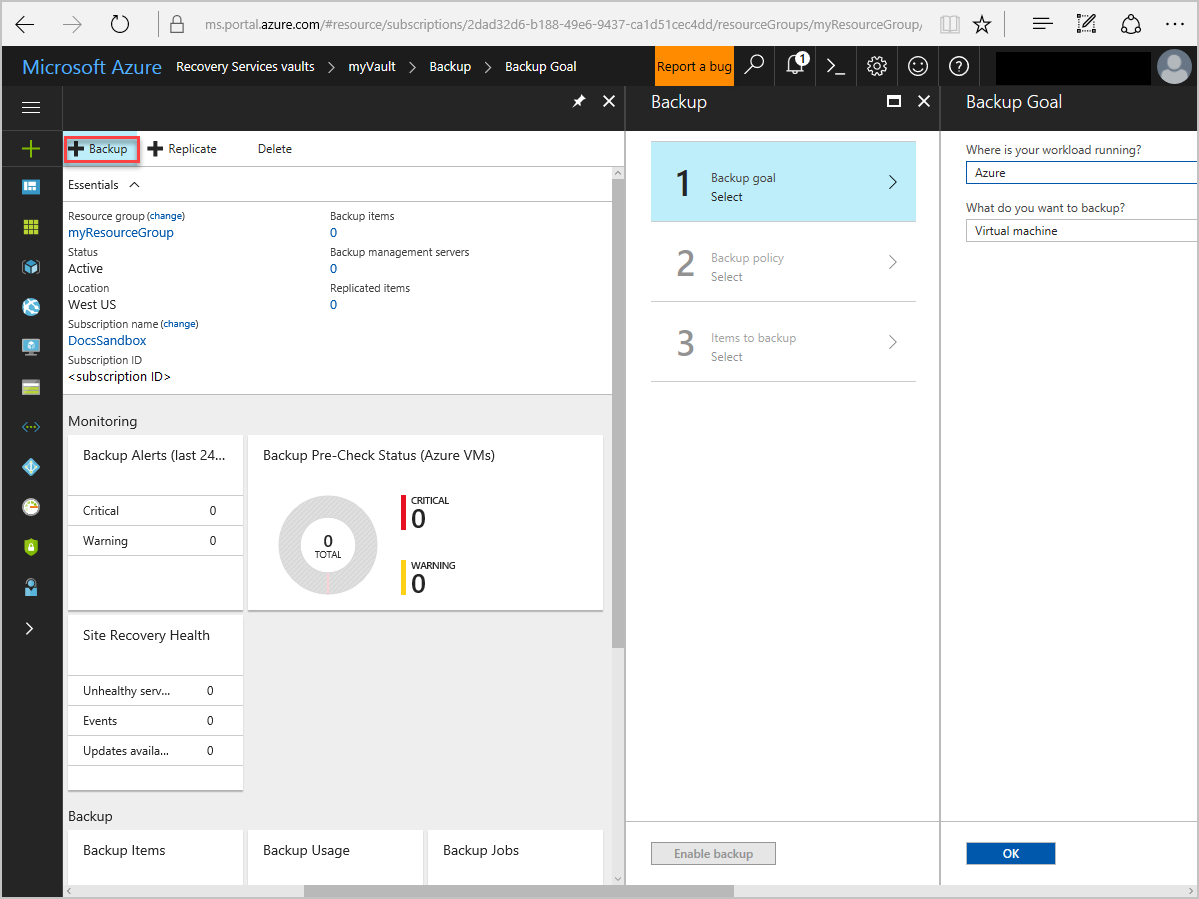 ms.portal.azure.com/#resource/subscriptions/2dad32d6-b188-49e6-9437-ca1d51cec4dd/resourceGroups/myResourceGroup/
Microsoft Azure
Recovery Services vaults > myVault > Backup > Backup Goal
Report a bug
1
Backup
Replicate
Delete
Essentials
Resource group (change)
myResourceGroup
Status
Active
Location
West US
Subscription name (change)
DocsSandbox
Subscription ID
<subscription ID>
Backup items
0
Backup management servers
0
Replicated items
0
Monitoring
Backup Alerts (last 24...
Critical 0
Warning 0
Backup Pre-Check Status (Azure VMs)
0
TOTAL
CRITICAL
0
WARNING
0
Site Recovery Health
Unhealthy serv... 0
Events 0
Updates availa... 0
Backup
Backup Items
Backup Usage
Backup Jobs
Backup
1
Backup goal
Select
2
Backup policy
Select
3
Items to backup
Select
Enable backup
Backup Goal
Where is your workload running?
Azure
What do you want to backup?
Virtual machine
OK